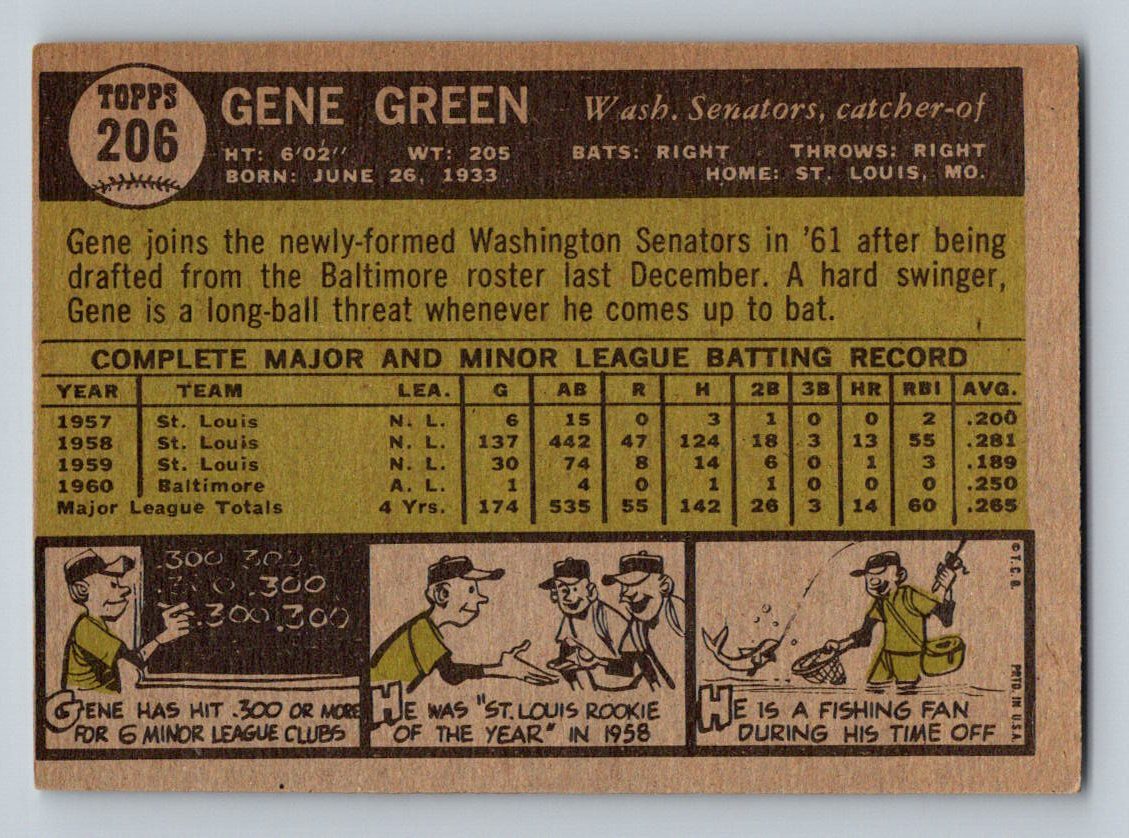 TOPPS
206
GENE GREEN Wash. Senators, catcher-of
HT: 6'02" WT: 205 BATS: RIGHT THROWS: RIGHT
BORN: JUNE 26, 1933 HOME: ST. LOUIS, MO.
Gene joins the newly-formed Washington Senators in '61 after being
drafted from the Baltimore roster last December. A hard swinger,
Gene is a long-ball threat whenever he comes up to bat.
COMPLETE MAJOR AND MINOR LEAGUE BATTING RECORD
YEAR TEAM LEA. G AB R H 2B 3B HR RBI AVG.
1957 St. Louis N. L. 6 15 0 3 1 0 0 2 .200
1958 St. Louis N. L. 137 442 47 124 18 3 13 55 .281
1959 St. Louis N. L. 30 74 8 14 6 0 1 3 .189
1960 Baltimore A. L. 1 4 0 1 1 0 0 0 .250
Major League Totals 4 Yrs. 174 535 55 142 26 3 14 60 .265
.300 .300
.300 .300
.300 .300
GENE HAS HIT .300 OR MORE
FOR 6 MINOR LEAGUE CLUBS
HE WAS "ST. LOUIS ROOKIE
OF THE YEAR" IN 1958
HE IS A FISHING FAN
DURING HIS TIME OFF
© T. C. G.
PRTD. IN U.S.A.